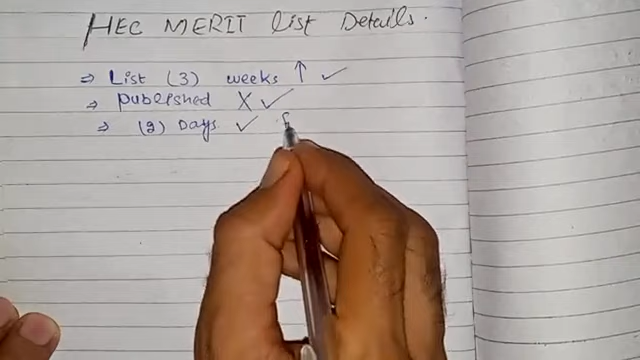 HEC MERIT list Details.
⇒ List (3) weeks ↑ ✓
⇒ published X ✓
⇒ (2) Days ✓